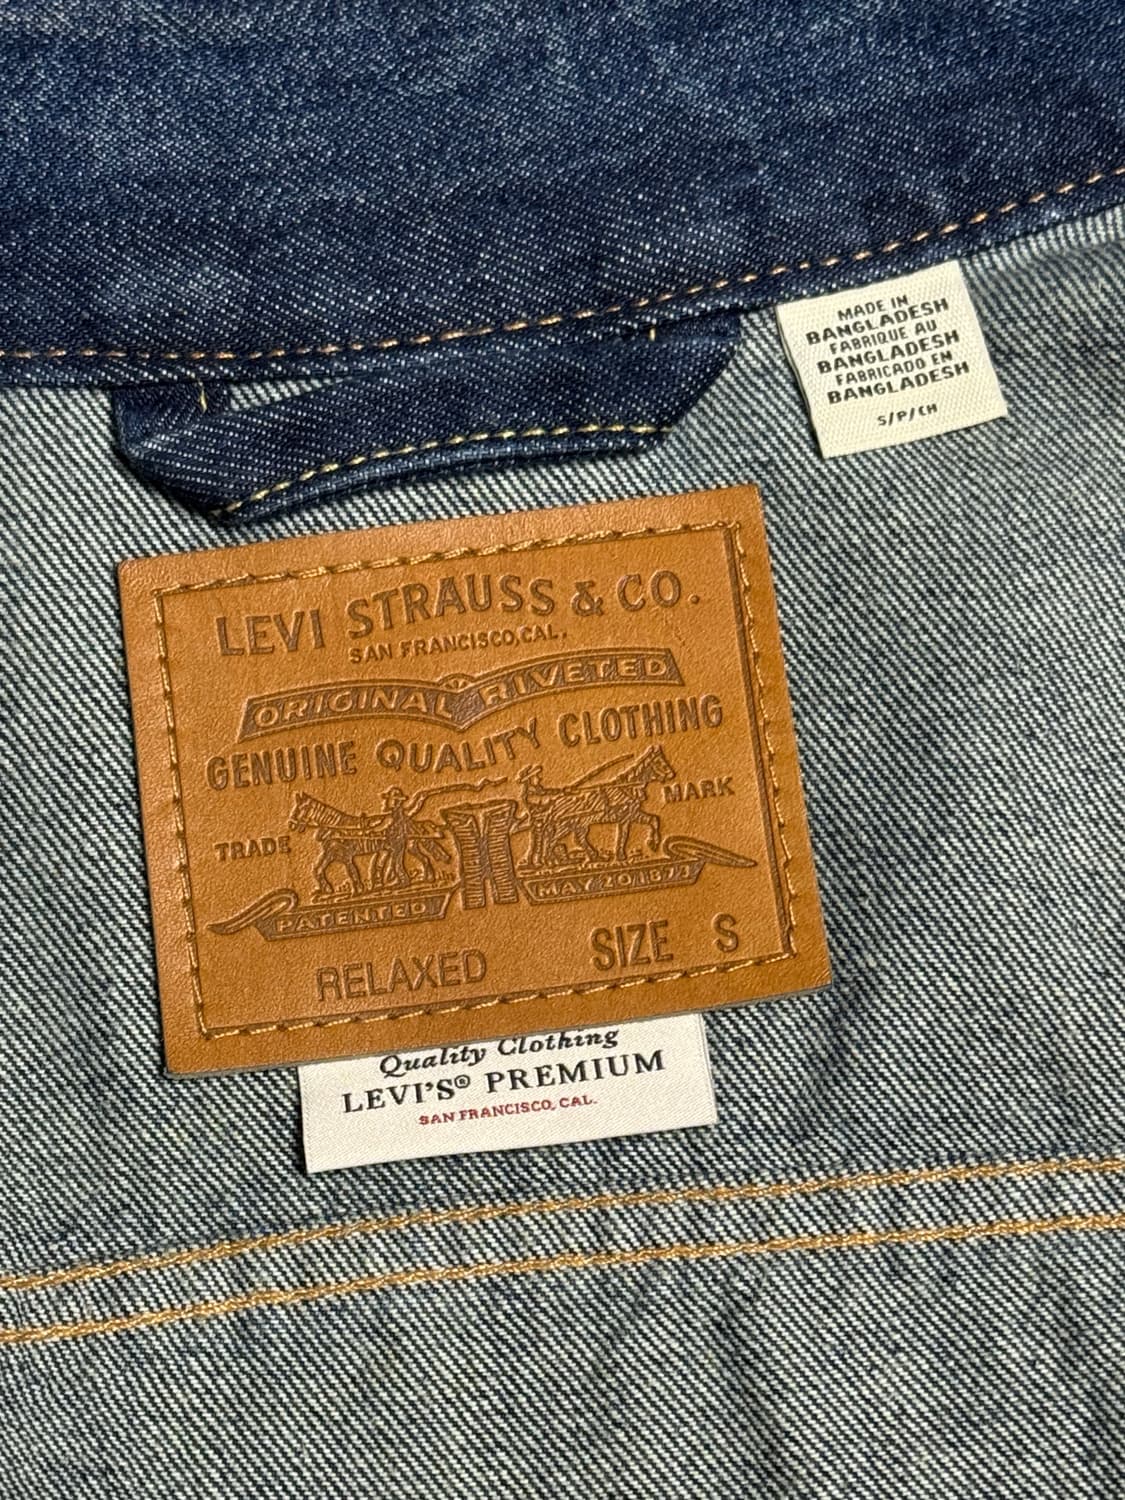 MADE IN
BANGLADESH
FABRIQUE AU
BANGLADESH
FABRICADO EN
BANGLADESH
S/P/CH
LEVI STRAUSS & CO.
SAN FRANCISCO, CAL.
ORIGINAL RIVETED
GENUINE QUALITY CLOTHING
TRADE MARK
PATENTED MAY 20 1873
RELAXED SIZE S
Quality Clothing
LEVI'S® PREMIUM
SAN FRANCISCO, CAL.